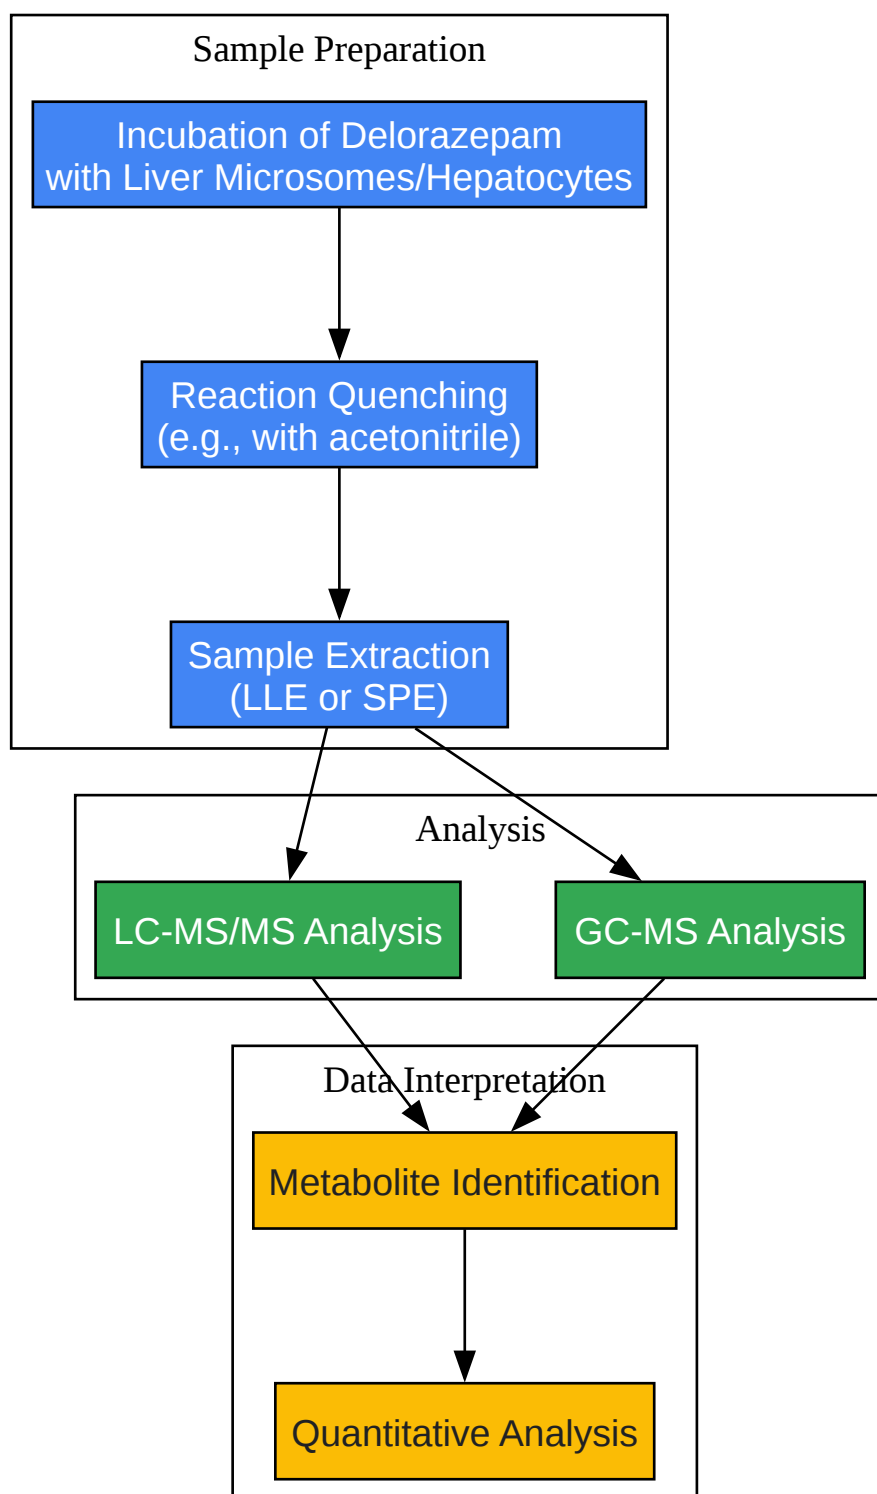 Sample Preparation
Incubation of Delorazepam
with Liver Microsomes/Hepatocytes
Reaction Quenching
(e.g., with acetonitrile)
Sample Extraction
(LLE or SPE)
Analysis
LC-MS/MS Analysis
GC-MS Analysis
Data Interpretation
Metabolite Identification
Quantitative Analysis